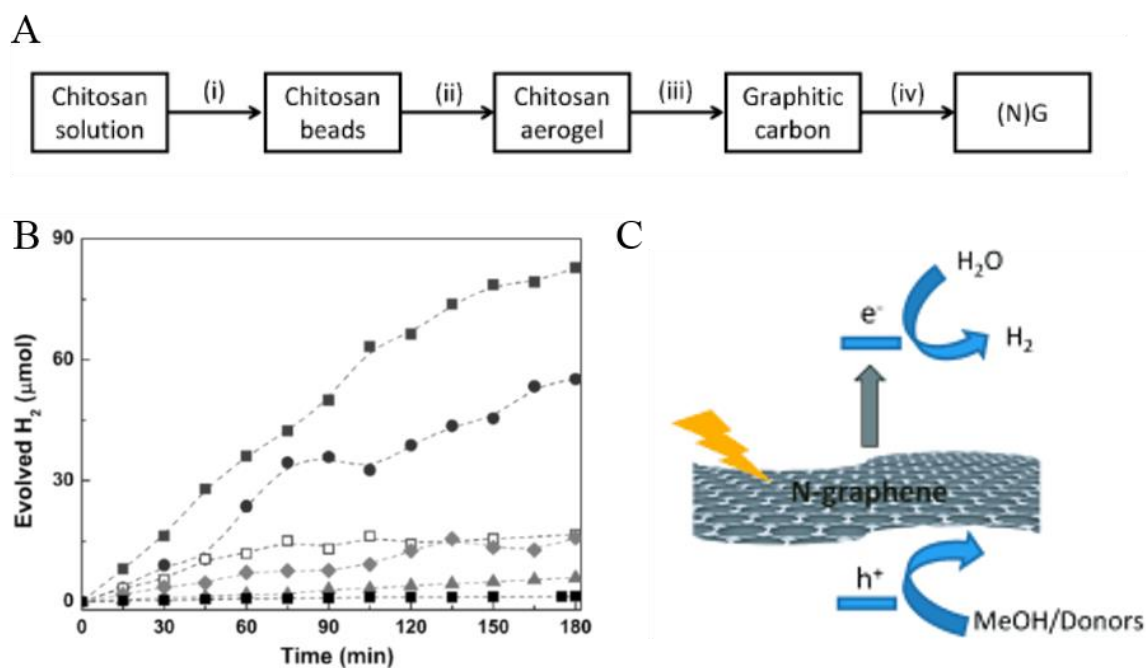 A
Chitosan
solution
(i)
Chitosan
beads
(ii)
Chitosan
aerogel
(iii)
Graphitic
carbon
(iv)
(N)G
B
Evolved H₂ (μmol)
90
60
30
0
0 30 60 90 120 150 180
Time (min)
C
H₂O
e⁻
H₂
N-graphene
h⁺
MeOH/Donors